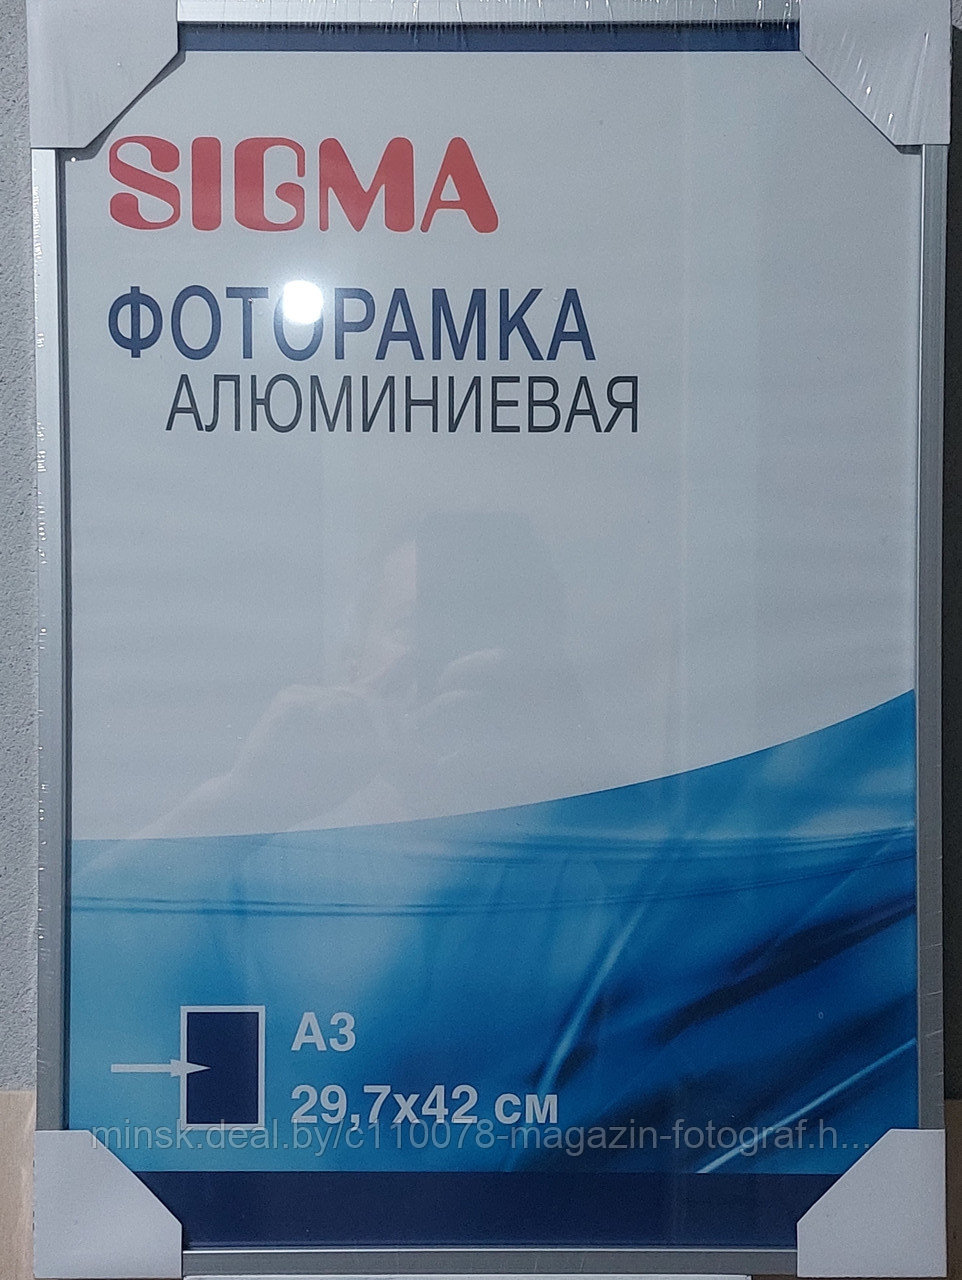 SIGMA
ФОТОРАМКА
АЛЮМИНИЕВАЯ
А3
29,7х42 см
minsk.deal.by/c110078-magazin-fotograf.h...